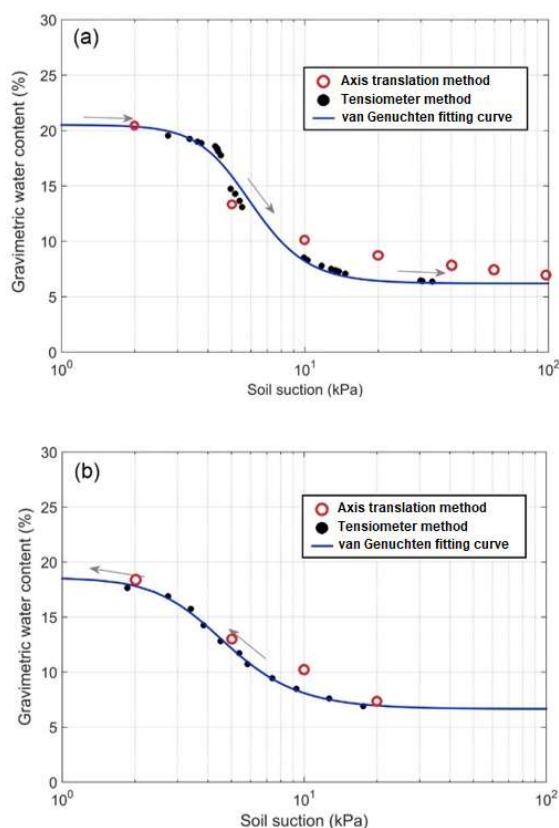 (a)
30
25
20
15
10
5
0
Gravimetric water content (%)
Axis translation method
Tensiometer method
van Genuchten fitting curve
10^0
10^1
10^2
Soil suction (kPa)
(b)
30
25
20
15
10
5
0
Gravimetric water content (%)
Axis translation method
Tensiometer method
van Genuchten fitting curve
10^0
10^1
10^2
Soil suction (kPa)